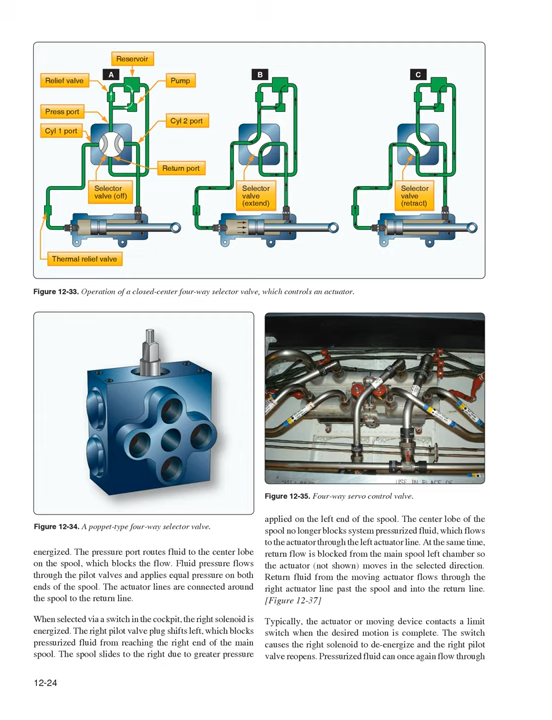 Reservoir
A
B
C
Relief valve
Pump
Press port
Cyl 2 port
Cyl 1 port
Return port
Selector
valve (off)
Selector
valve
(extend)
Selector
valve
(retract)
Thermal relief valve
Figure 12-33. Operation of a closed-center four-way selector valve, which controls an actuator.
Figure 12-34. A poppet-type four-way selector valve.
energized. The pressure port routes fluid to the center lobe
on the spool, which blocks the flow. Fluid pressure flows
through the pilot valves and applies equal pressure on both
ends of the spool. The actuator lines are connected around
the spool to the return line.
When selected via a switch in the cockpit, the right solenoid is
energized. The right pilot valve plug shifts left, which blocks
pressurized fluid from reaching the right end of the main
spool. The spool slides to the right due to greater pressure
USE IN PLACE OF
Figure 12-35. Four-way servo control valve.
applied on the left end of the spool. The center lobe of the
spool no longer blocks system pressurized fluid, which flows
to the actuator through the left actuator line. At the same time,
return flow is blocked from the main spool left chamber so
the actuator (not shown) moves in the selected direction.
Return fluid from the moving actuator flows through the
right actuator line past the spool and into the return line.
[Figure 12-37]
Typically, the actuator or moving device contacts a limit
switch when the desired motion is complete. The switch
causes the right solenoid to de-energize and the right pilot
valve reopens. Pressurized fluid can once again flow through
12-24